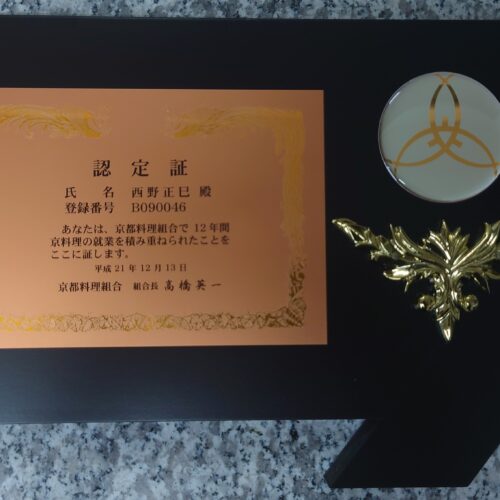 認定証
氏 名 西野正巳 殿
登録番号 B090046
あなたは、京都料理組合で12年間
京料理の就業を積み重ねられたことを
ここに証します。
平成21年12月13日
京都料理組合 組合長 高橋英一